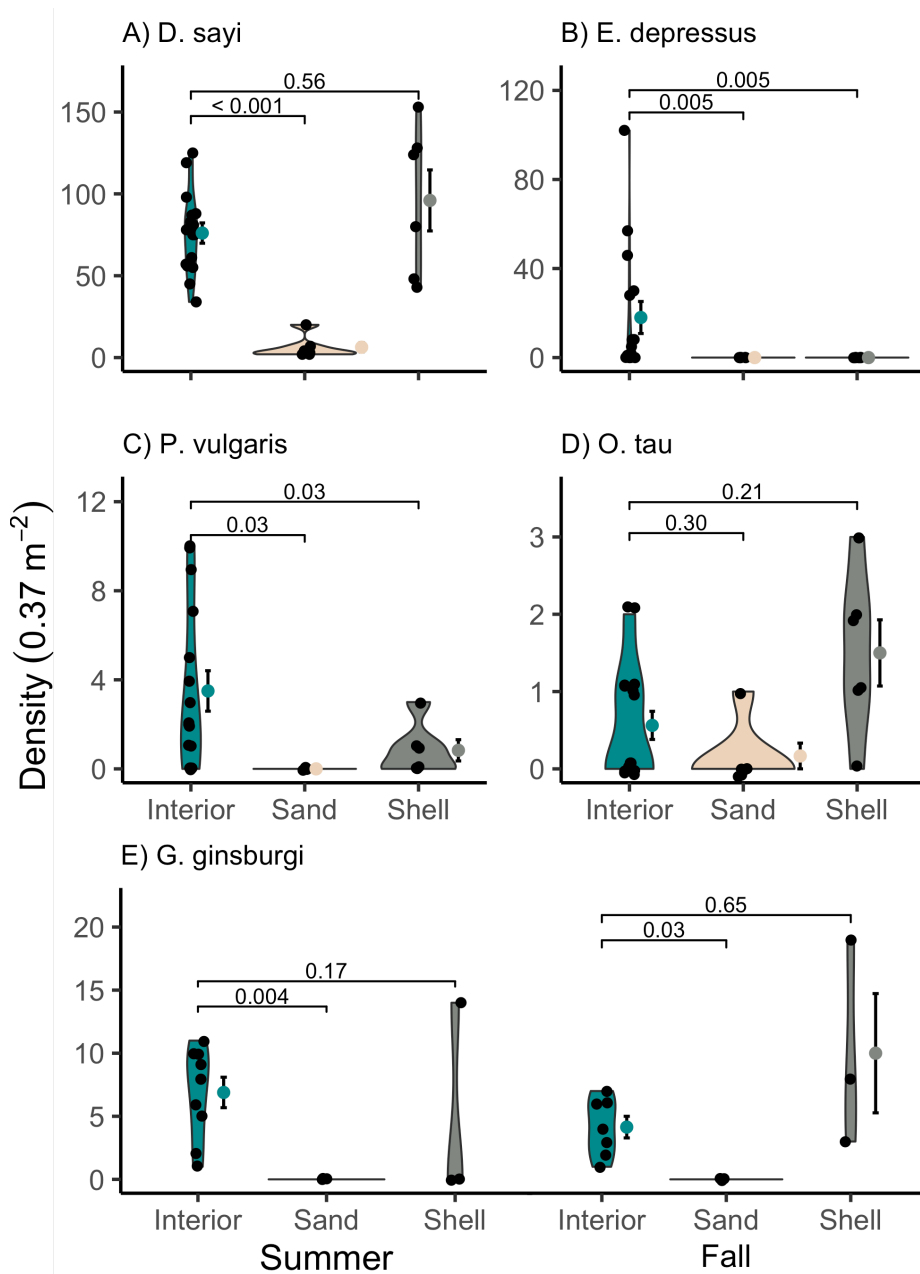 A) D. sayi
B) E. depressus
0.56
< 0.001
150
100
50
0
0.005
0.005
120
80
40
0
C) P. vulgaris
D) O. tau
0.03
0.03
12
8
4
0
Interior Sand Shell
0.21
0.30
3
2
1
0
Interior Sand Shell
Density (0.37 m⁻²)
E) G. ginsburgi
20
15
10
5
0
0.17
0.004
0.65
0.03
Interior Sand Shell
Interior Sand Shell
Summer
Fall